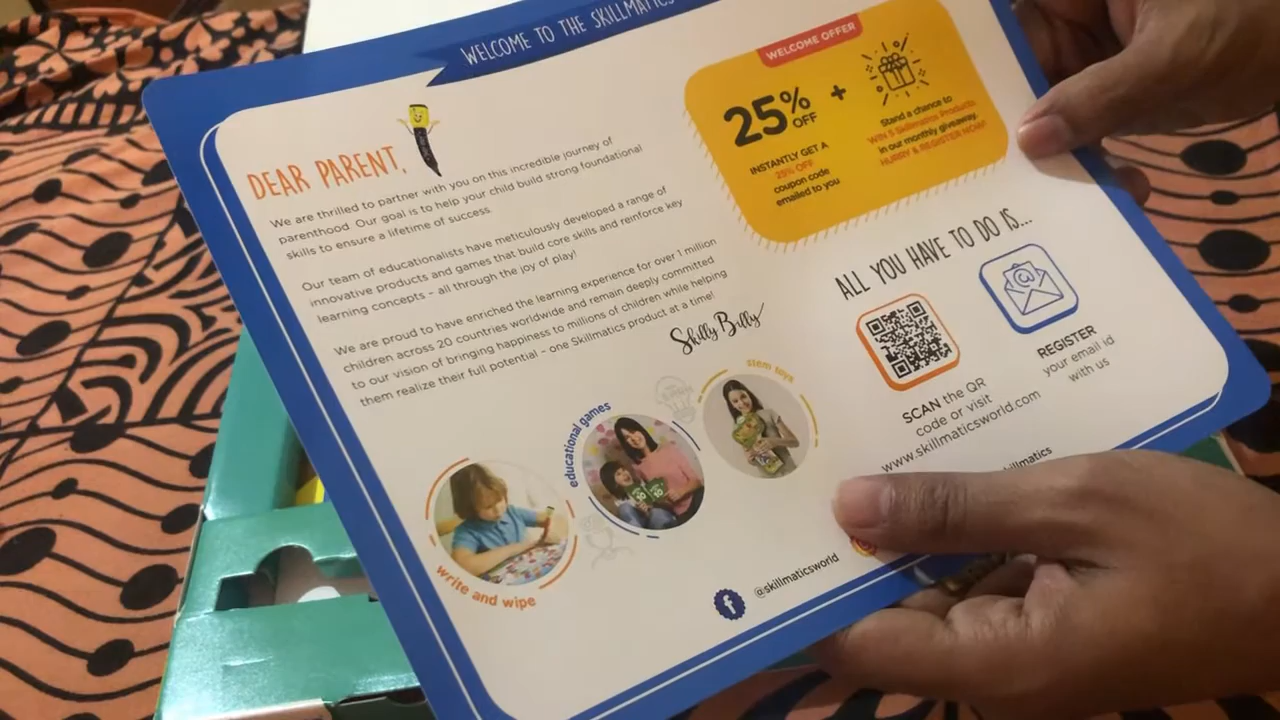 WELCOME TO THE SKILLMATICS
DEAR PARENT,
We are thrilled to partner with you on this incredible journey of
parenthood. Our goal is to help your child build strong foundational
skills to ensure a lifetime of success.
Our team of educationalists have meticulously developed a range of
innovative products and games that build core skills and reinforce key
learning concepts – all through the joy of play!
We are proud to have enriched the learning experience for over 1 million
children across 20 countries worldwide and remain deeply committed
to our vision of bringing happiness to millions of children while helping
them realize their full potential – one Skillmatics product at a time!
Skilly Billy
write and wipe
educational games
stem toys
WELCOME OFFER
25% OFF
+
INSTANTLY GET A
25% OFF
coupon code
emailed to you
Stand a chance to
WIN 5 Skillmatics Products
in our monthly giveaway.
HURRY & REGISTER NOW!
ALL YOU HAVE TO DO IS...
SCAN the QR
code or visit
www.skillmaticsworld.com
REGISTER
your email id
with us
@skillmaticsworld
skillmatics